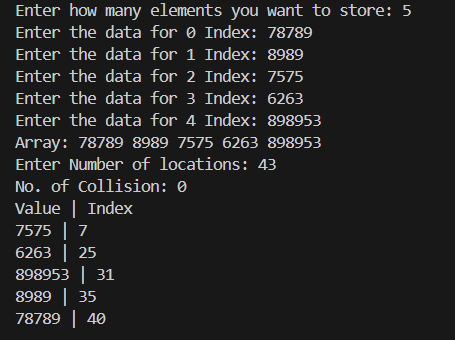 Enter how many elements you want to store: 5
Enter the data for 0 Index: 78789
Enter the data for 1 Index: 8989
Enter the data for 2 Index: 7575
Enter the data for 3 Index: 6263
Enter the data for 4 Index: 898953
Array: 78789 8989 7575 6263 898953
Enter Number of locations: 43
No. of Collision: 0
Value | Index
7575 | 7
6263 | 25
898953 | 31
8989 | 35
78789 | 40